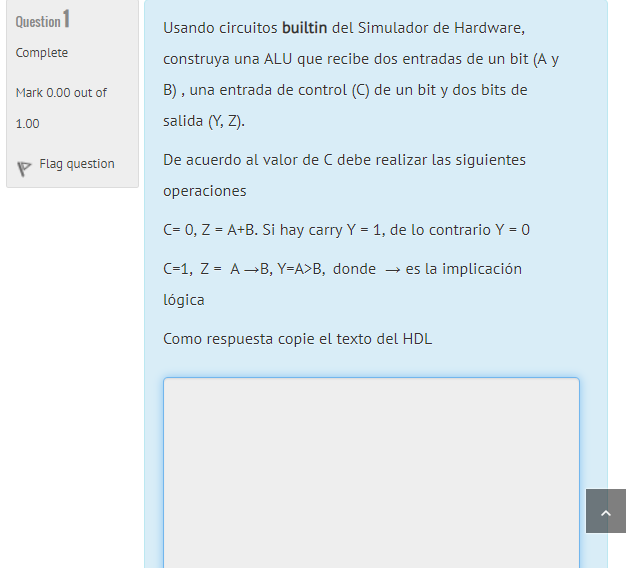 Question 1
Complete
Mark 0.00 out of
1.00
Flag question
Usando circuitos builtin del Simulador de Hardware,
construya una ALU que recibe dos entradas de un bit (A y
B) , una entrada de control (C) de un bit y dos bits de
salida (Y, Z).
De acuerdo al valor de C debe realizar las siguientes
operaciones
C= 0, Z = A+B. Si hay carry Y = 1, de lo contrario Y = 0
C=1, Z = A →B, Y=A>B, donde → es la implicación
lógica
Como respuesta copie el texto del HDL